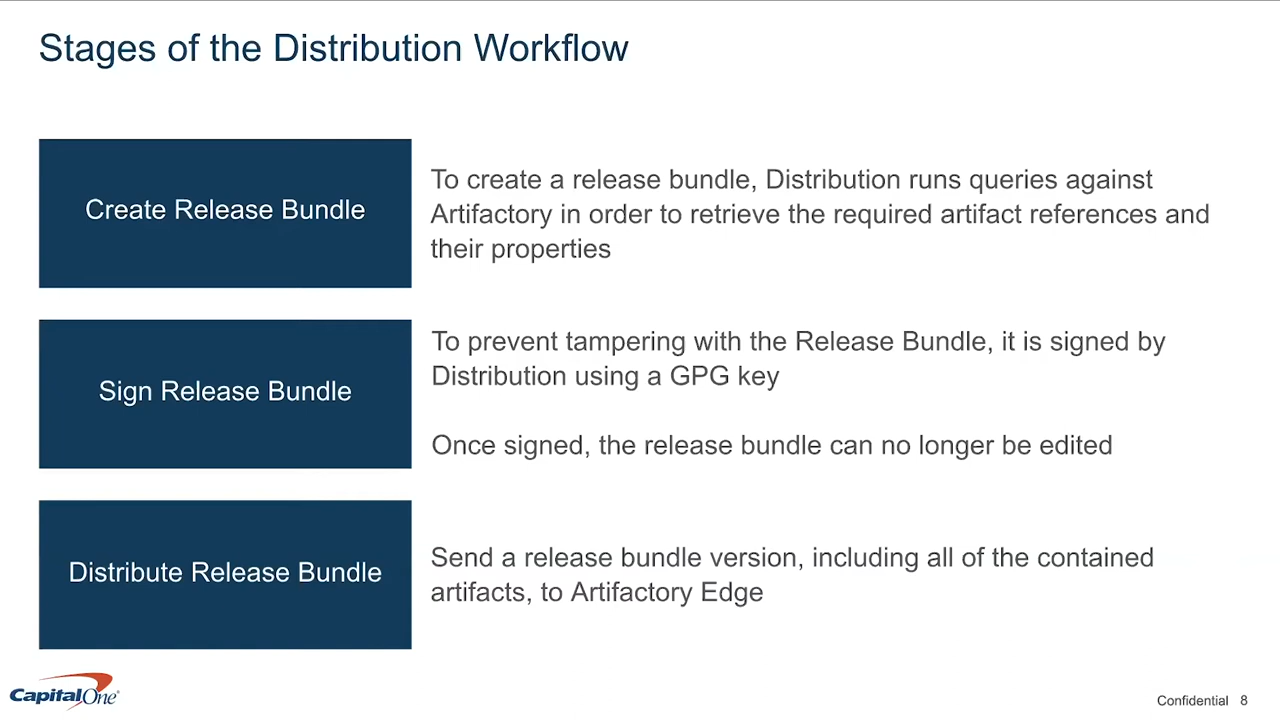 Stages of the Distribution Workflow
Create Release Bundle
To create a release bundle, Distribution runs queries against
Artifactory in order to retrieve the required artifact references and
their properties
Sign Release Bundle
To prevent tampering with the Release Bundle, it is signed by
Distribution using a GPG key
Once signed, the release bundle can no longer be edited
Distribute Release Bundle
Send a release bundle version, including all of the contained
artifacts, to Artifactory Edge
Capital One
Confidential 8